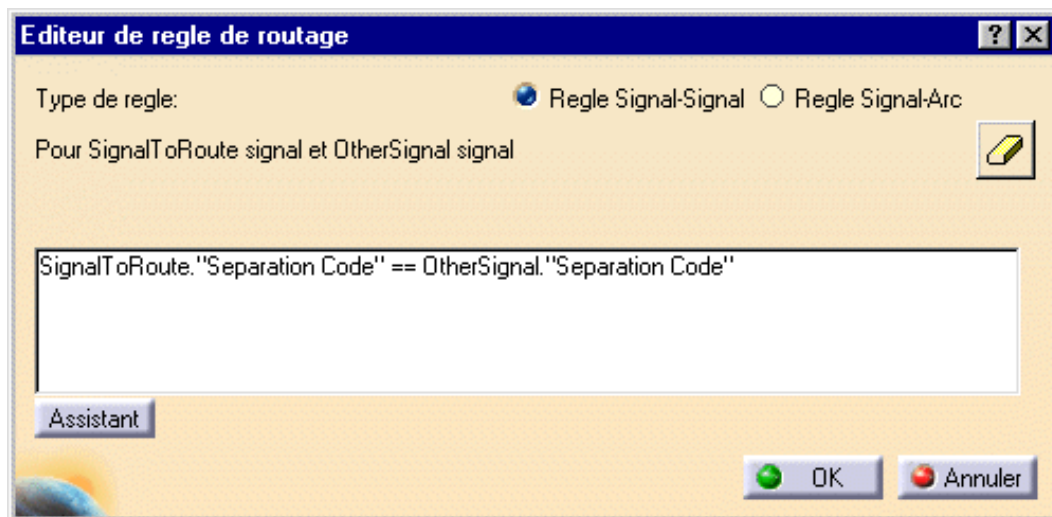 Editeur de regle de routage
Type de regle: Regle Signal-Signal Regle Signal-Arc
Pour SignalToRoute signal et OtherSignal signal
SignalToRoute."Separation Code" == OtherSignal."Separation Code"
Assistant
OK Annuler